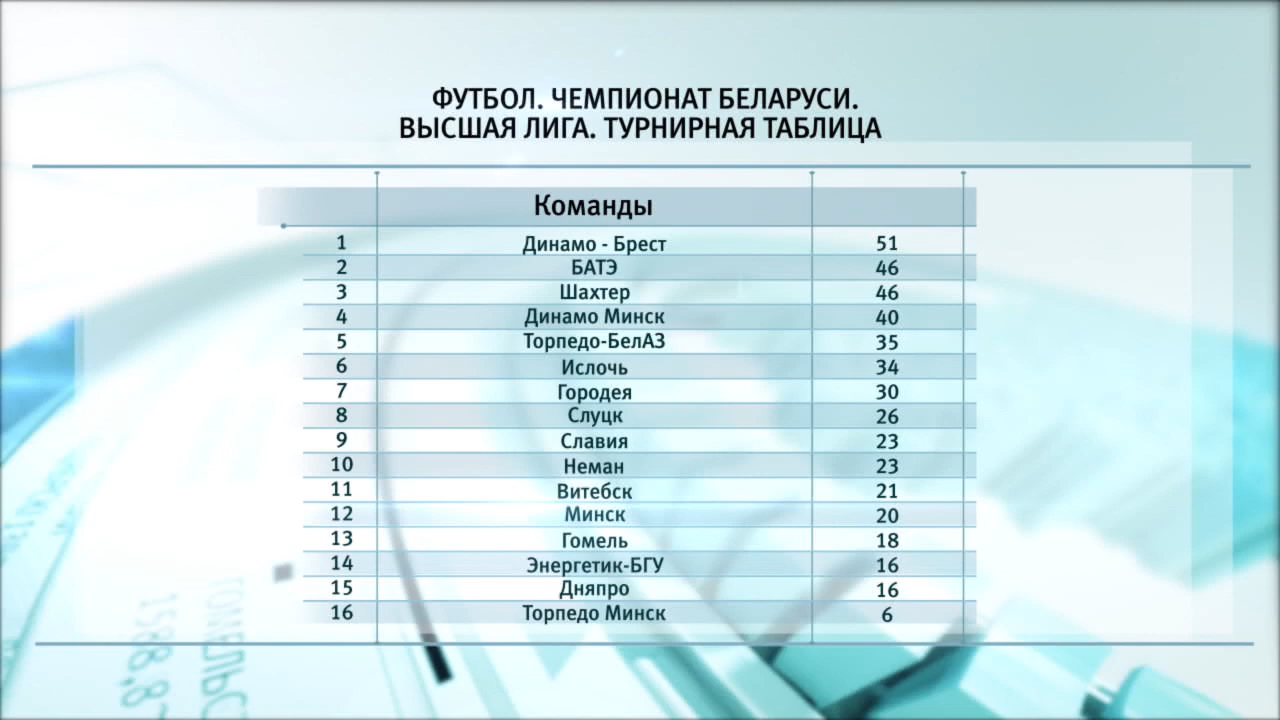 ФУТБОЛ. ЧЕМПИОНАТ БЕЛАРУСИ.
ВЫСШАЯ ЛИГА. ТУРНИРНАЯ ТАБЛИЦА
Команды
1 Динамо - Брест 51
2 БАТЭ 46
3 Шахтер 46
4 Динамо Минск 40
5 Торпедо-БелАЗ 35
6 Ислочь 34
7 Городея 30
8 Слуцк 26
9 Славия 23
10 Неман 23
11 Витебск 21
12 Минск 20
13 Гомель 18
14 Энергетик-БГУ 16
15 Дняпро 16
16 Торпедо Минск 6